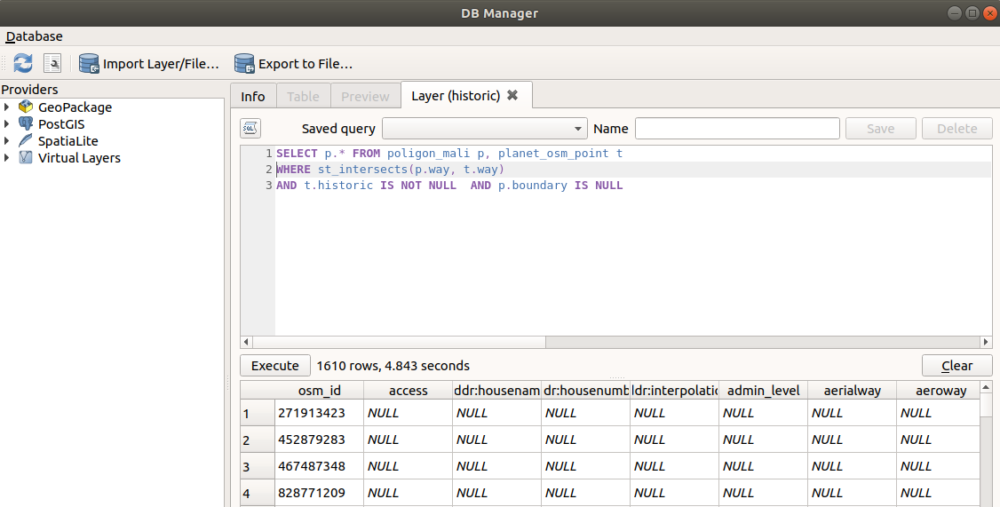 DB Manager
Database
Import Layer/File...
Export to File...
Providers
GeoPackage
PostGIS
SpatiaLite
Virtual Layers
Info
Table
Preview
Layer (historic)
SQL
Saved query
Name
Save
Delete
1 SELECT p.* FROM poligon_mali p, planet_osm_point t
2 WHERE st_intersects(p.way, t.way)
3 AND t.historic IS NOT NULL  AND p.boundary IS NULL
Execute
1610 rows, 4.843 seconds
Clear
osm_id access ddr:housenam dr:housenumb ldr:interpolatic admin_level aerialway aeroway
1 271913423 NULL NULL NULL NULL NULL NULL NULL
2 452879283 NULL NULL NULL NULL NULL NULL NULL
3 467487348 NULL NULL NULL NULL NULL NULL NULL
4 828771209 NULL NULL NULL NULL NULL NULL NULL